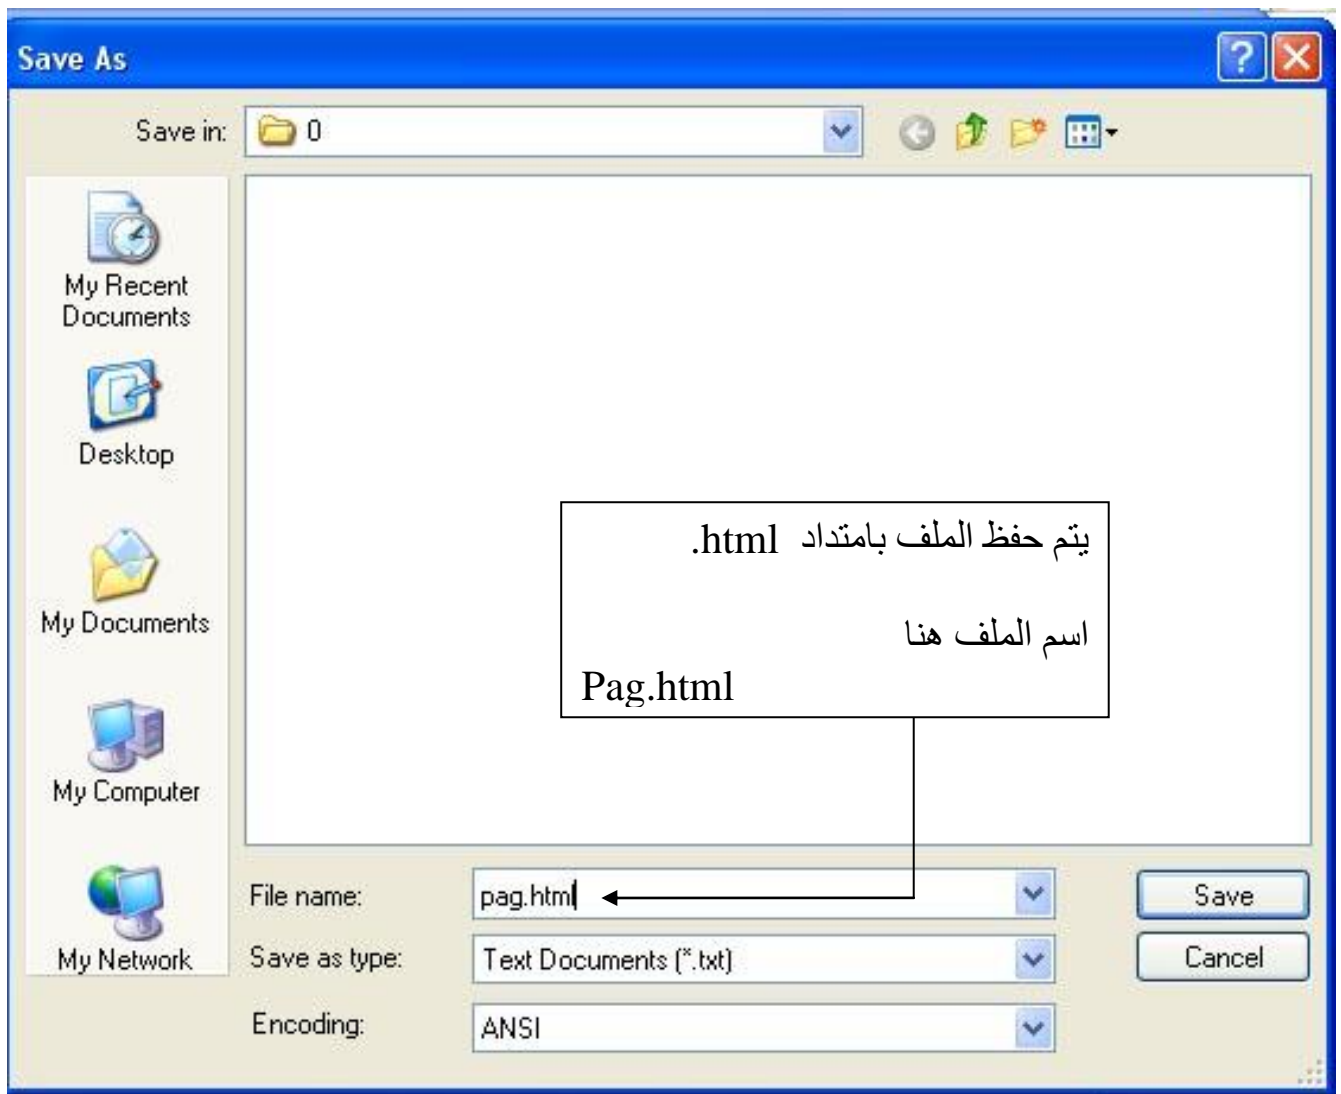 Save As
Save in:
0
My Recent
Documents
Desktop
My Documents
My Computer
My Network
يتم حفظ الملف بامتداد html.
اسم الملف هنا
Pag.html
File name:
pag.html
Save
Save as type:
Text Documents (*.txt)
Cancel
Encoding:
ANSI